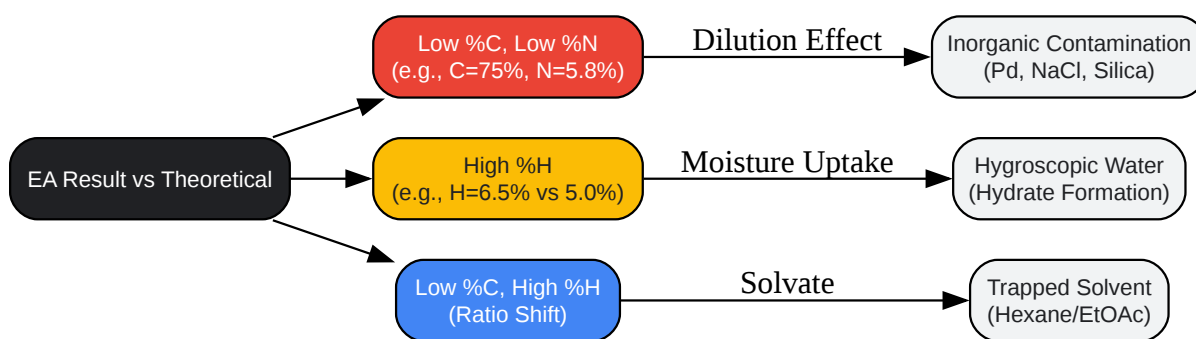 Low %C, Low %N
(e.g., C=75%, N=5.8%)
Dilution Effect
Inorganic Contamination
(Pd, NaCl, Silica)
EA Result vs Theoretical
High %H
(e.g., H=6.5% vs 5.0%)
Moisture Uptake
Hygroscopic Water
(Hydrate Formation)
Low %C, High %H
(Ratio Shift)
Solvate
Trapped Solvent
(Hexane/EtOAc)